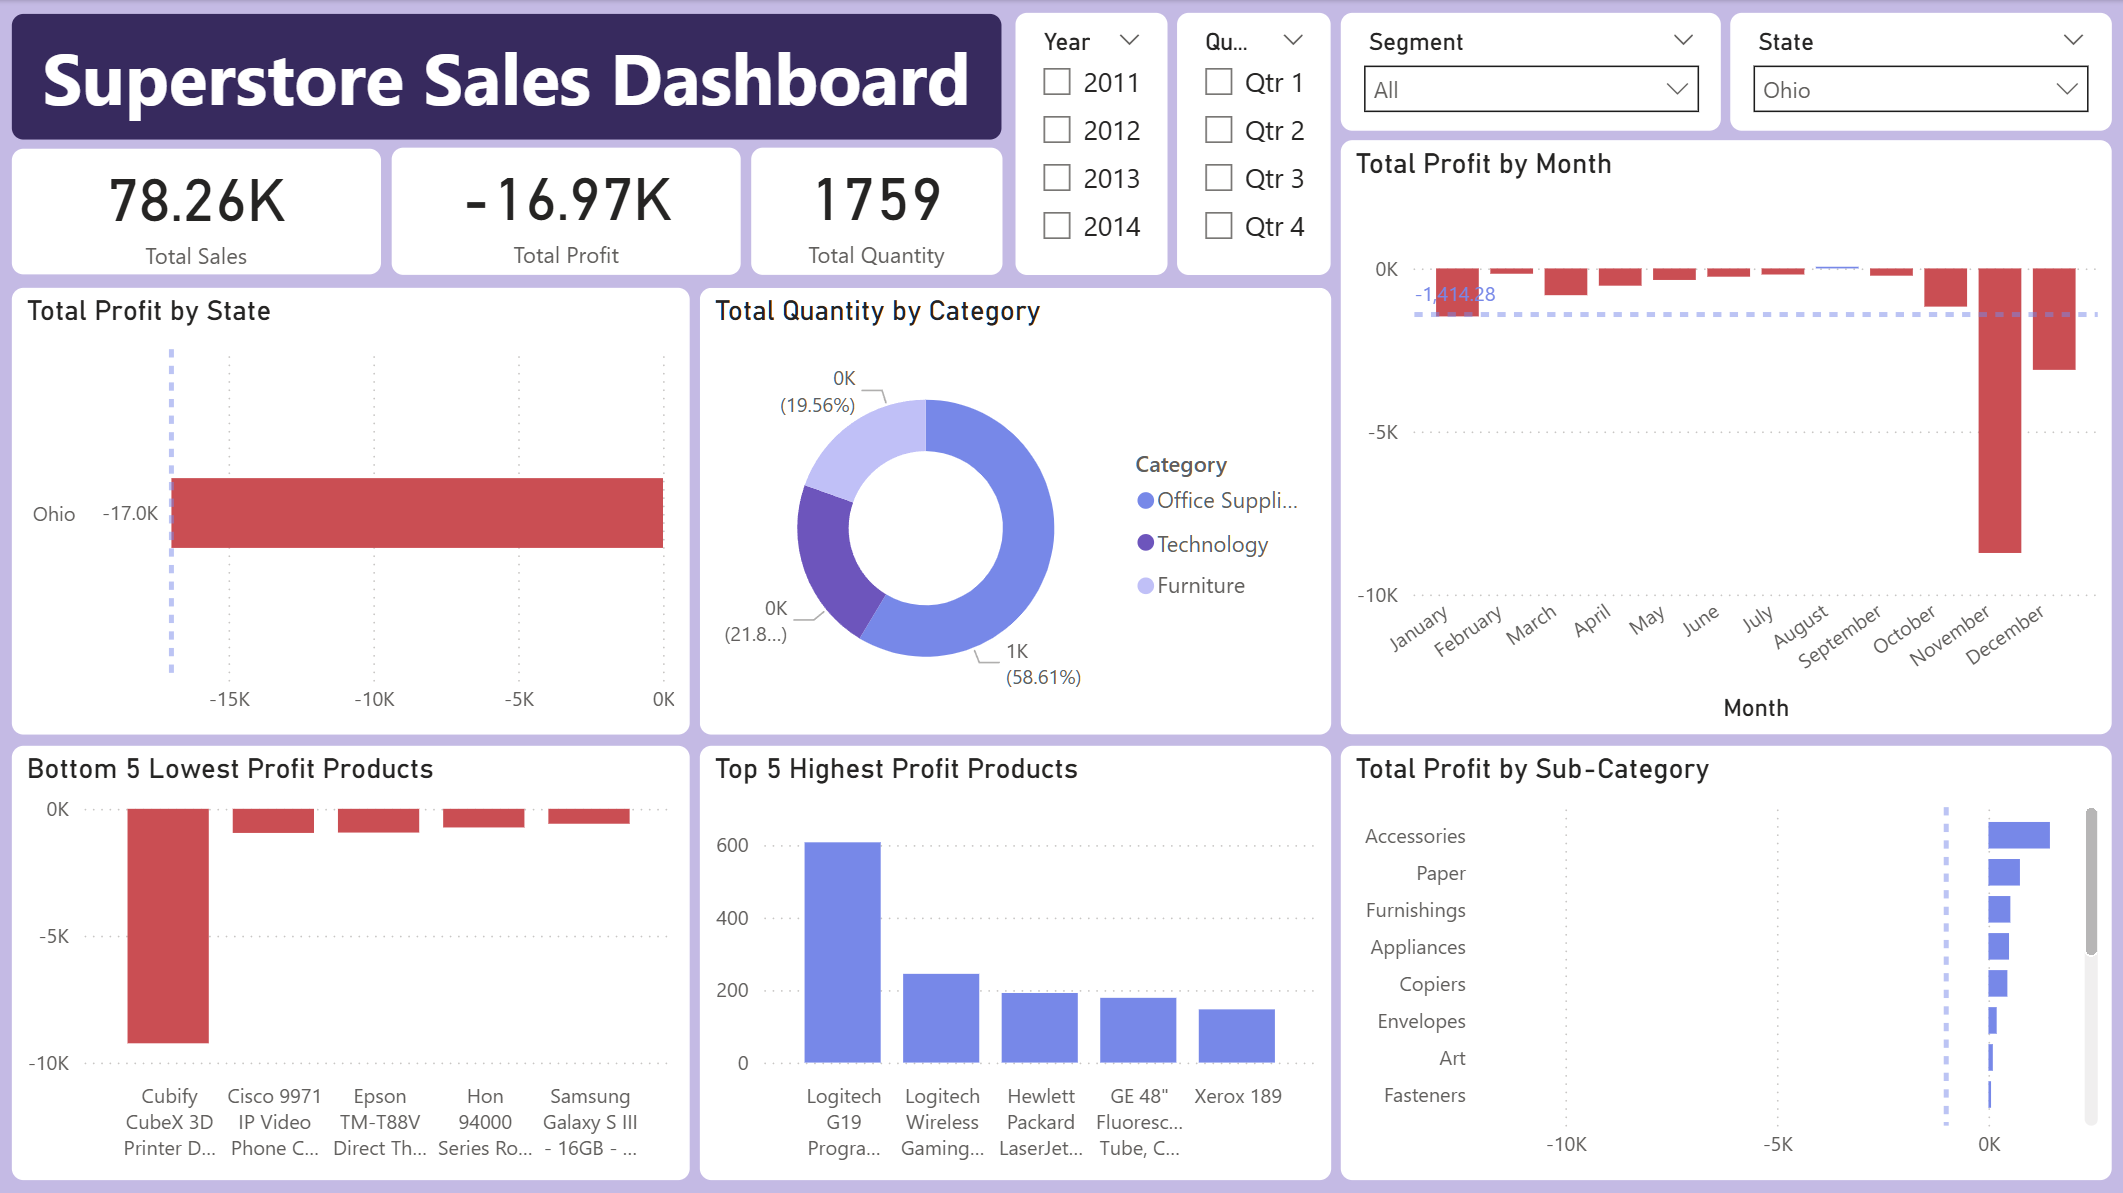 Superstore Sales Dashboard
Year
2011
2012
2013
2014
Qu...
Qtr 1
Qtr 2
Qtr 3
Qtr 4
Segment
All
State
Ohio
78.26K
Total Sales
-16.97K
Total Profit
1759
Total Quantity
Total Profit by Month
0K
-1,414.28
-5K
-10K
January
February
March
April
May
June
July
August
September
October
November
December
Month
Total Profit by State
Ohio
-17.0K
-15K
-10K
-5K
0K
Total Quantity by Category
0K
(19.56%)
0K
(21.8...)
1K
(58.61%)
Category
Office Suppli...
Technology
Furniture
Bottom 5 Lowest Profit Products
0K
-5K
-10K
Cubify
CubeX 3D
Printer D...
Cisco 9971
IP Video
Phone C...
Epson
TM-T88V
Direct Th...
Hon
94000
Series Ro...
Samsung
Galaxy S III
- 16GB - ...
Top 5 Highest Profit Products
600
400
200
0
Logitech
G19
Progra...
Logitech
Wireless
Gaming...
Hewlett
Packard
LaserJet...
GE 48"
Fluoresc...
Tube, C...
Xerox 189
Total Profit by Sub-Category
Accessories
Paper
Furnishings
Appliances
Copiers
Envelopes
Art
Fasteners
-10K
-5K
0K